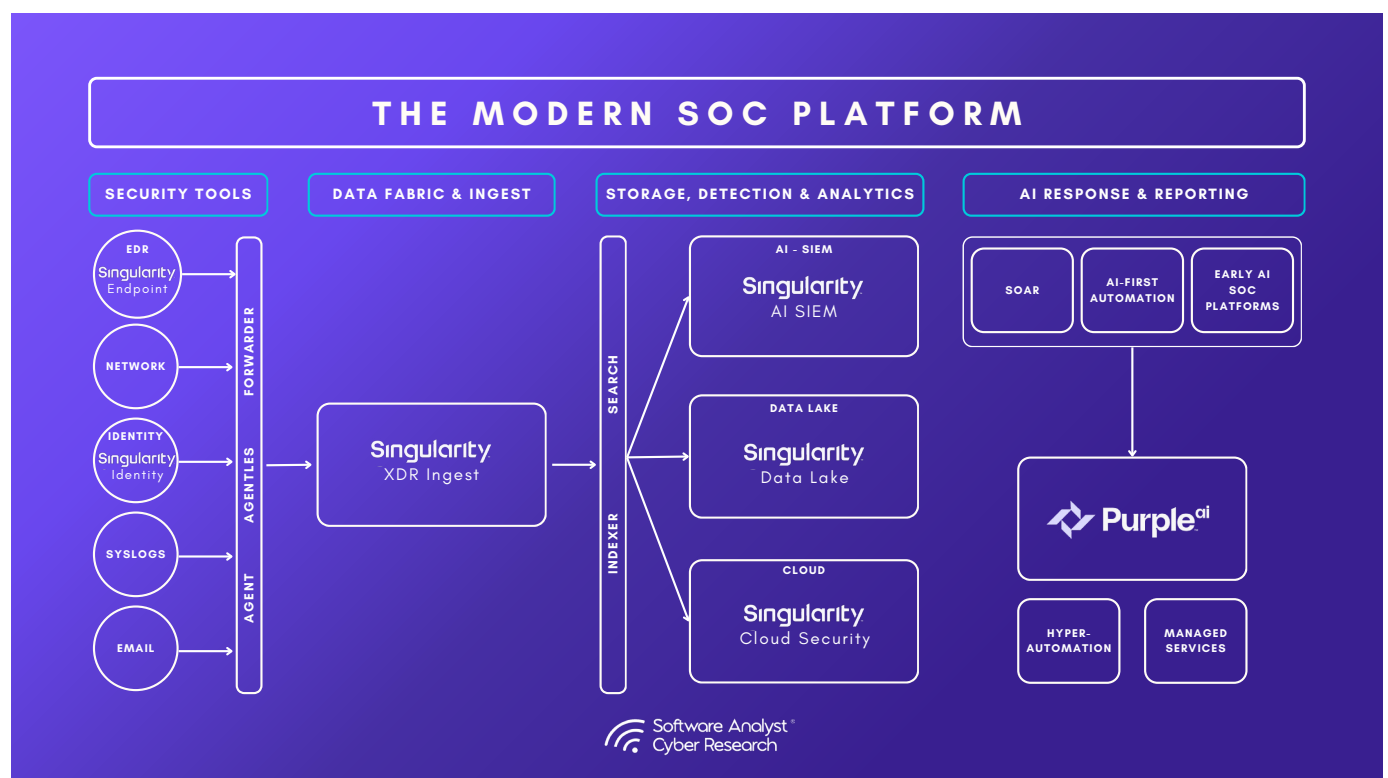 THE MODERN SOC PLATFORM
SECURITY TOOLS
DATA FABRIC & INGEST
STORAGE, DETECTION & ANALYTICS
AI RESPONSE & REPORTING
EDR
Singularity
Endpoint
NETWORK
IDENTITY
Singularity
Identity
SYSLOGS
EMAIL
FORWARDER
AGENTLES
AGENT
Singularity
XDR Ingest
SEARCH
INDEXER
AI - SIEM
Singularity
AI SIEM
DATA LAKE
Singularity
Data Lake
CLOUD
Singularity
Cloud Security
SOAR
AI-FIRST
AUTOMATION
EARLY AI
SOC
PLATFORMS
Purple ai
HYPER-
AUTOMATION
MANAGED
SERVICES
Software Analyst®
Cyber Research